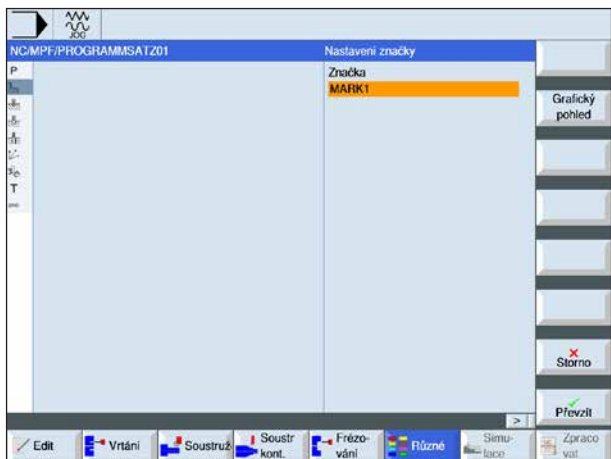 JOG
NC/MPF/PROGRAMMSATZ01
Nastavení značky
P
Značka
MARK1
Grafický
pohled
T
Storno
Převzít
>
Edit
Vrtání
Soustruž
Soustr
kont.
Frézo-
vání
Různé
Simu-
lace
Zpraco
vat